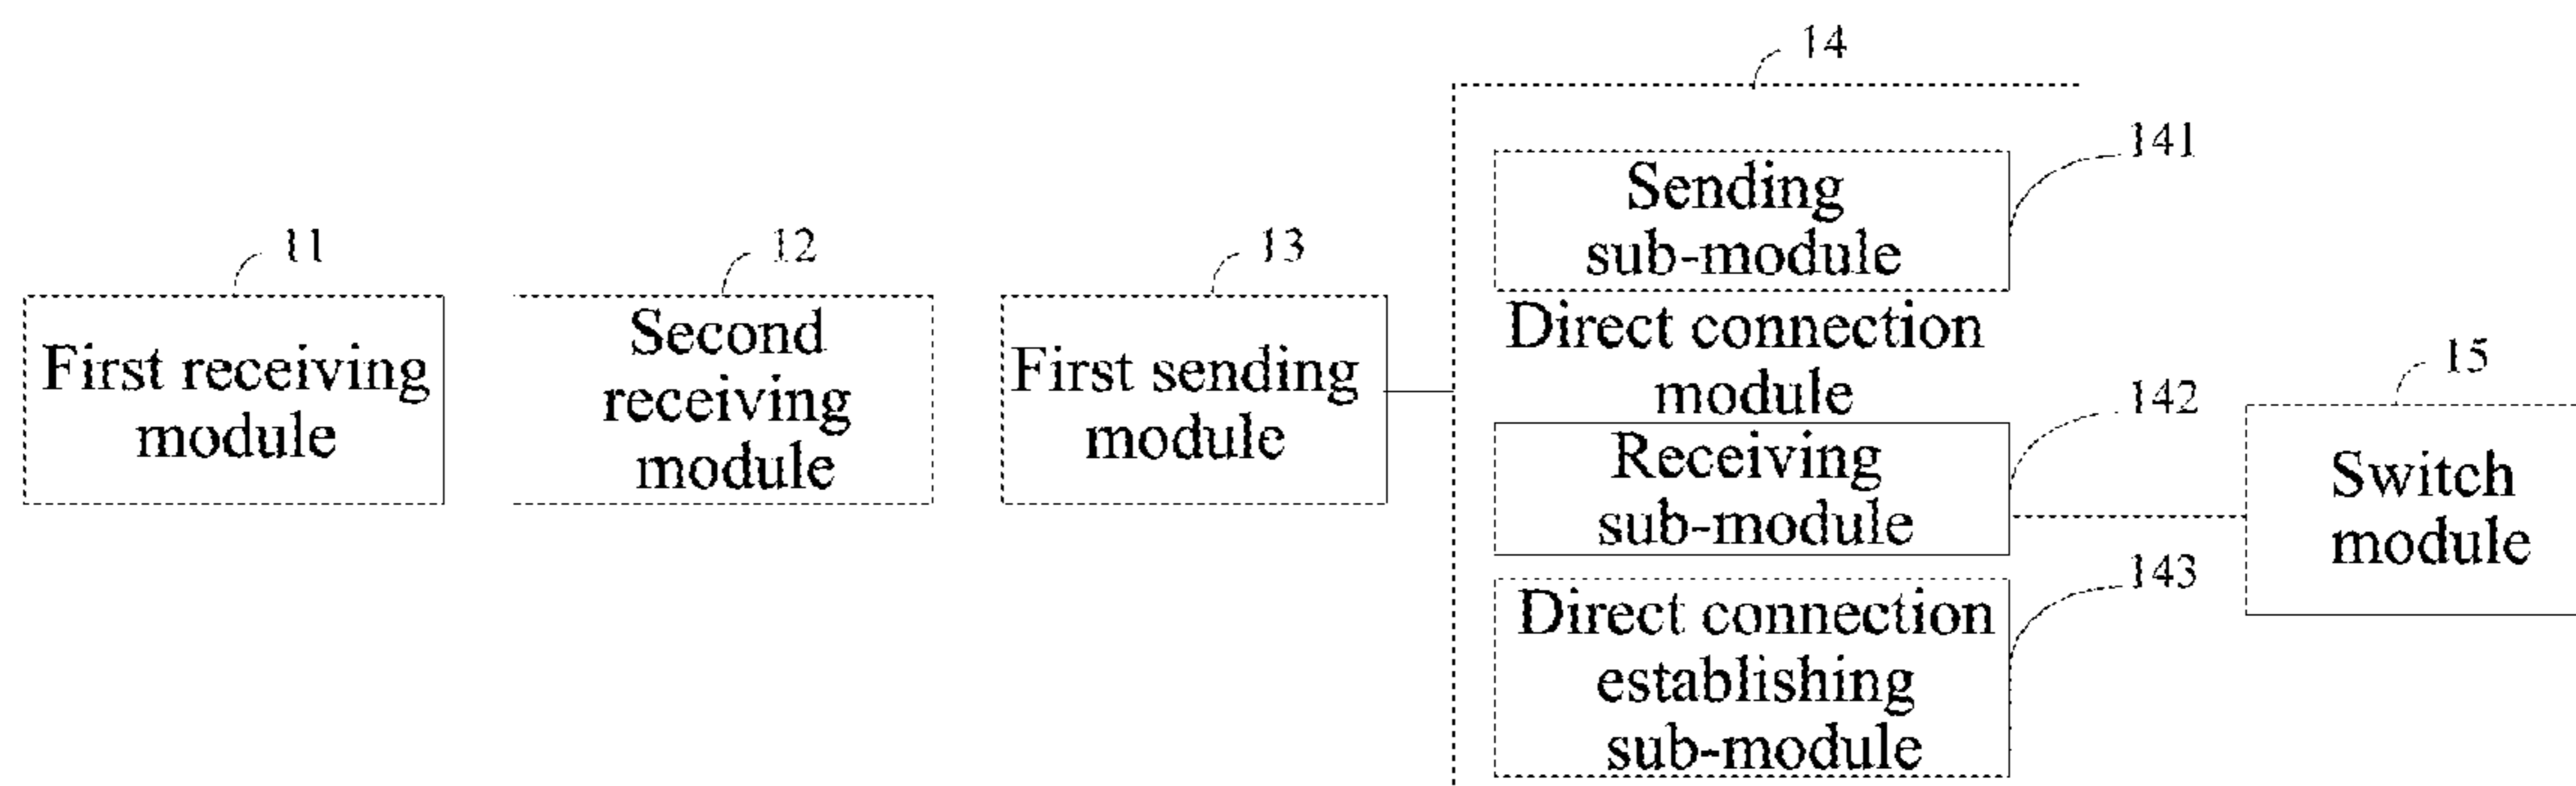 11
First receiving
module
12
Second
receiving
module
13
First sending
module
14
141
Sending
sub-module
Direct connection
module
142
Receiving
sub-module
143
Direct connection
establishing
sub-module
15
Switch
module